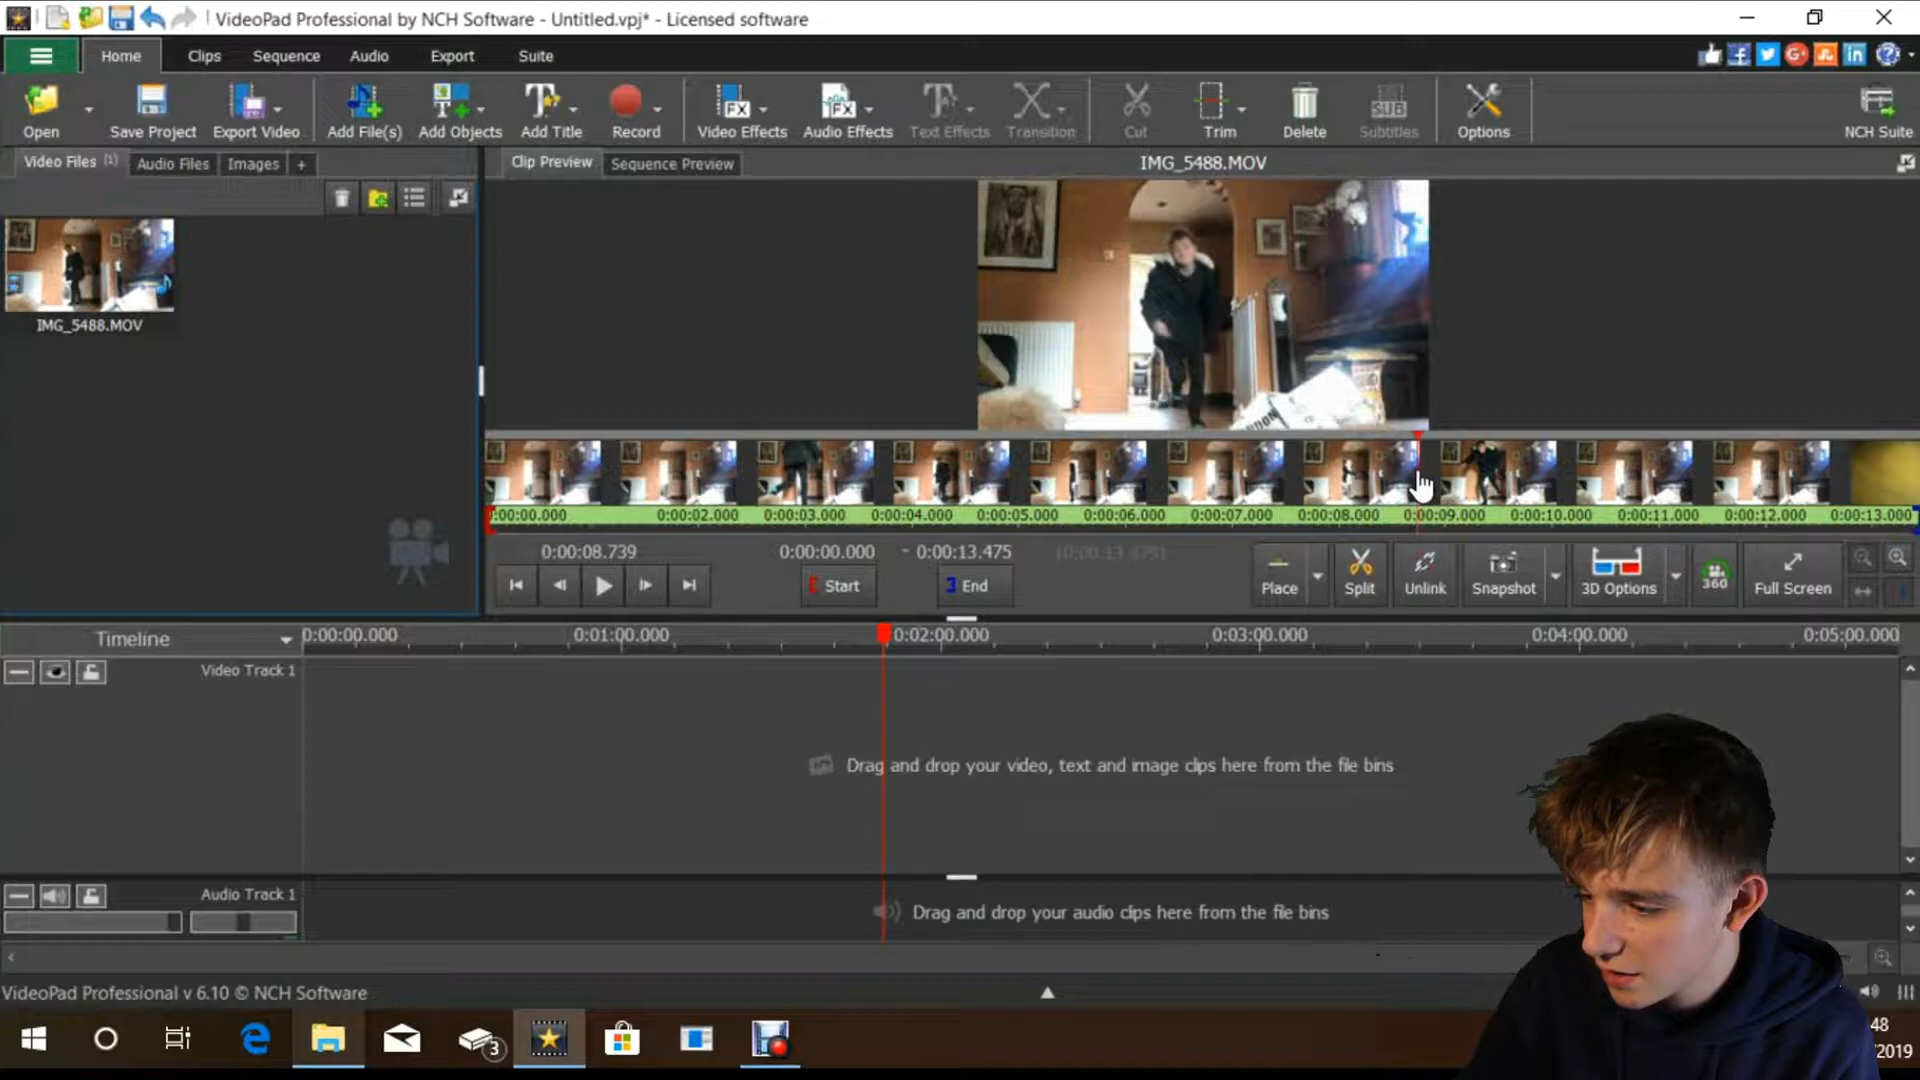 VideoPad Professional by NCH Software - Untitled.vpj* - Licensed software
Home Clips Sequence Audio Export Suite
Open Save Project Export Video Add File(s) Add Objects Add Title Record Video Effects Audio Effects Text Effects Transition Cut Trim Delete Subtitles Options NCH Suite
Video Files (1) Audio Files Images + Clip Preview Sequence Preview IMG_5488.MOV
IMG_5488.MOV
0:00:00.000 0:00:02.000 0:00:03.000 0:00:04.000 0:00:05.000 0:00:06.000 0:00:07.000 0:00:08.000 0:00:09.000 0:00:10.000 0:00:11.000 0:00:12.000 0:00:13.000
0:00:08.739 0:00:00.000 - 0:00:13.475 (0:00:13.475)
Start End Place Split Unlink Snapshot 3D Options 360 Full Screen
Timeline 0:00:00.000 0:01:00.000 0:02:00.000 0:03:00.000 0:04:00.000 0:05:00.000
Video Track 1
Drag and drop your video, text and image clips here from the file bins
Audio Track 1
Drag and drop your audio clips here from the file bins
VideoPad Professional v 6.10 © NCH Software
3
48
2019